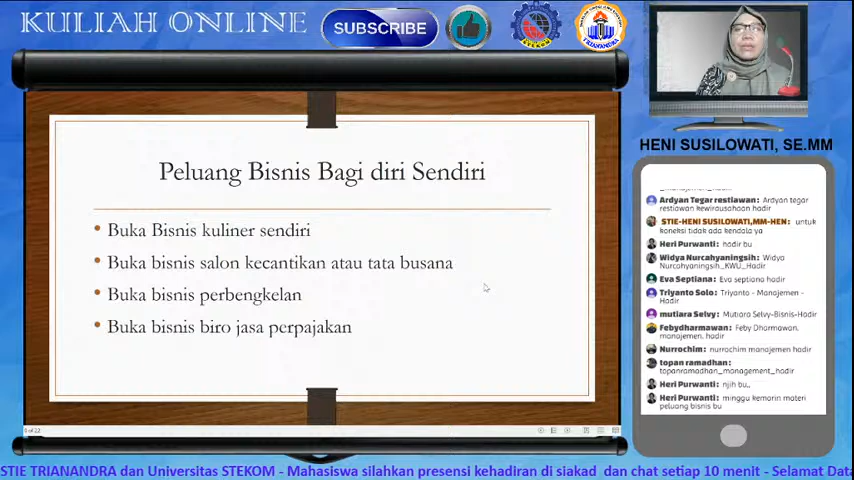 KULIAH ONLINE
SUBSCRIBE
STEKOM
TRIANANDRA
HENI SUSILOWATI, SE.MM
Peluang Bisnis Bagi diri Sendiri
• Buka Bisnis kuliner sendiri
• Buka bisnis salon kecantikan atau tata busana
• Buka bisnis perbengkelan
• Buka bisnis biro jasa perpajakan
of 22
Ardyan Tegar restiawan: Ardyan tegar
restiawan kewirausahaan hadir
STIE-HENI SUSILOWATI,MM-HEN: untuk
koneksi tidak ada kendala ya
Heri Purwanti: hadir bu
Widya Nurcahyaningsih: Widya
Nurcahyaningsih_KWU_Hadir
Eva Septiana: Eva septiana hadir
Triyanto Solo: Triyanto - Manajemen -
Hadir
mutiara Selvy: Mutiara Selvy-Bisnis-Hadir
Febydharmawan: Feby Dharmawan,
manajemen, hadir
Nurrochim: nurrochim manajemen hadir
topan ramadhan:
topanramadhan_management_hadir
Heri Purwanti: njih bu,,
Heri Purwanti: minggu kemarin materi
peluang bisnis bu
STIE TRIANANDRA dan Universitas STEKOM - Mahasiswa silahkan presensi kehadiran di siakad dan chat setiap 10 menit - Selamat Data